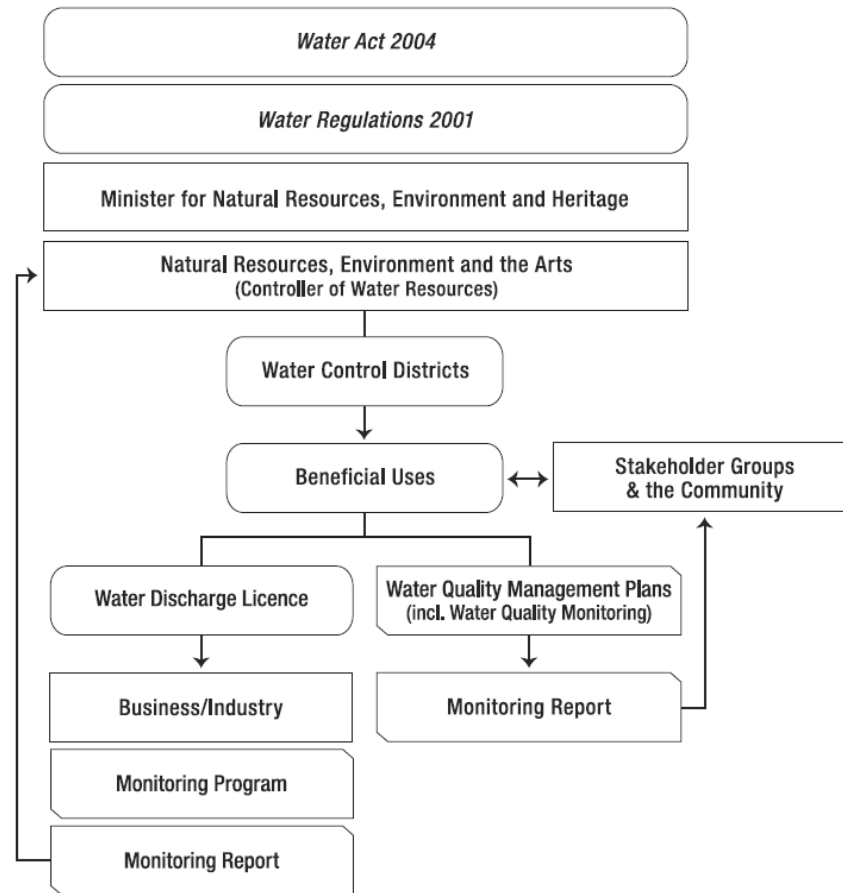 Water Act 2004
Water Regulations 2001
Minister for Natural Resources, Environment and Heritage
Natural Resources, Environment and the Arts
(Controller of Water Resources)
Water Control Districts
Beneficial Uses
Stakeholder Groups
& the Community
Water Discharge Licence
Water Quality Management Plans
(incl. Water Quality Monitoring)
Business/Industry
Monitoring Report
Monitoring Program
Monitoring Report